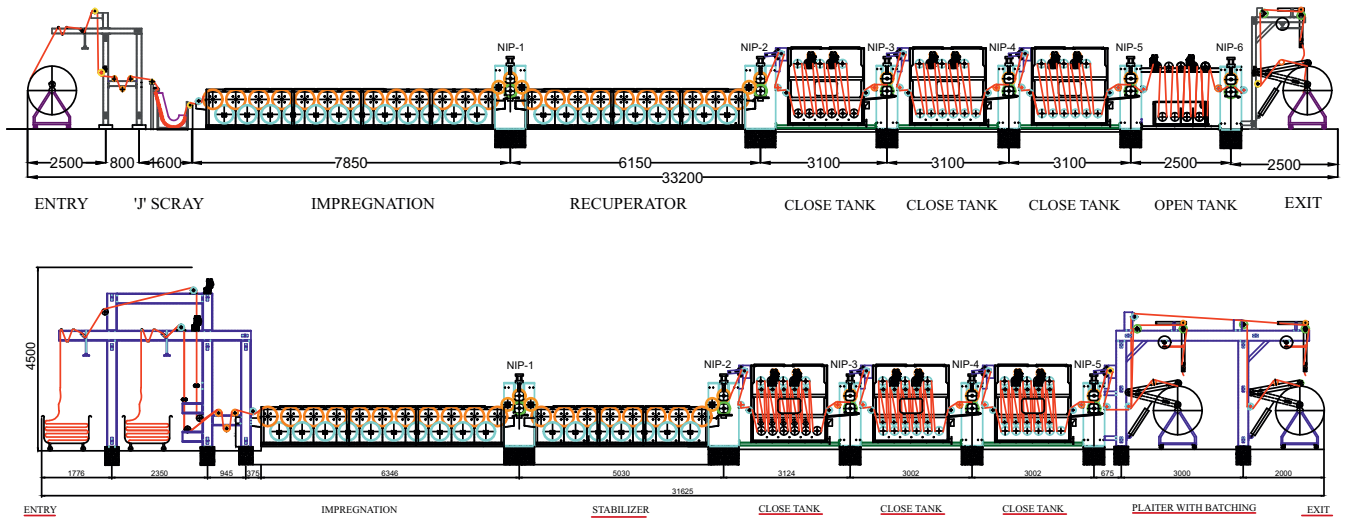 NIP-1 NIP-2 NIP-3 NIP-4 NIP-5 NIP-6
2500 800 1600 7850 6150 3100 3100 3100 2500 2500
33200
ENTRY 'J' SCRAY IMPREGNATION RECUPERATOR CLOSE TANK CLOSE TANK CLOSE TANK OPEN TANK EXIT
4500
NIP-1 NIP-2 NIP-3 NIP-4 NIP-5
1776 2350 945 375 6346 5030 3124 3002 3002 675 3000 2000
31625
ENTRY IMPREGNATION STABILIZER CLOSE TANK CLOSE TANK CLOSE TANK PLAITER WITH BATCHING EXIT